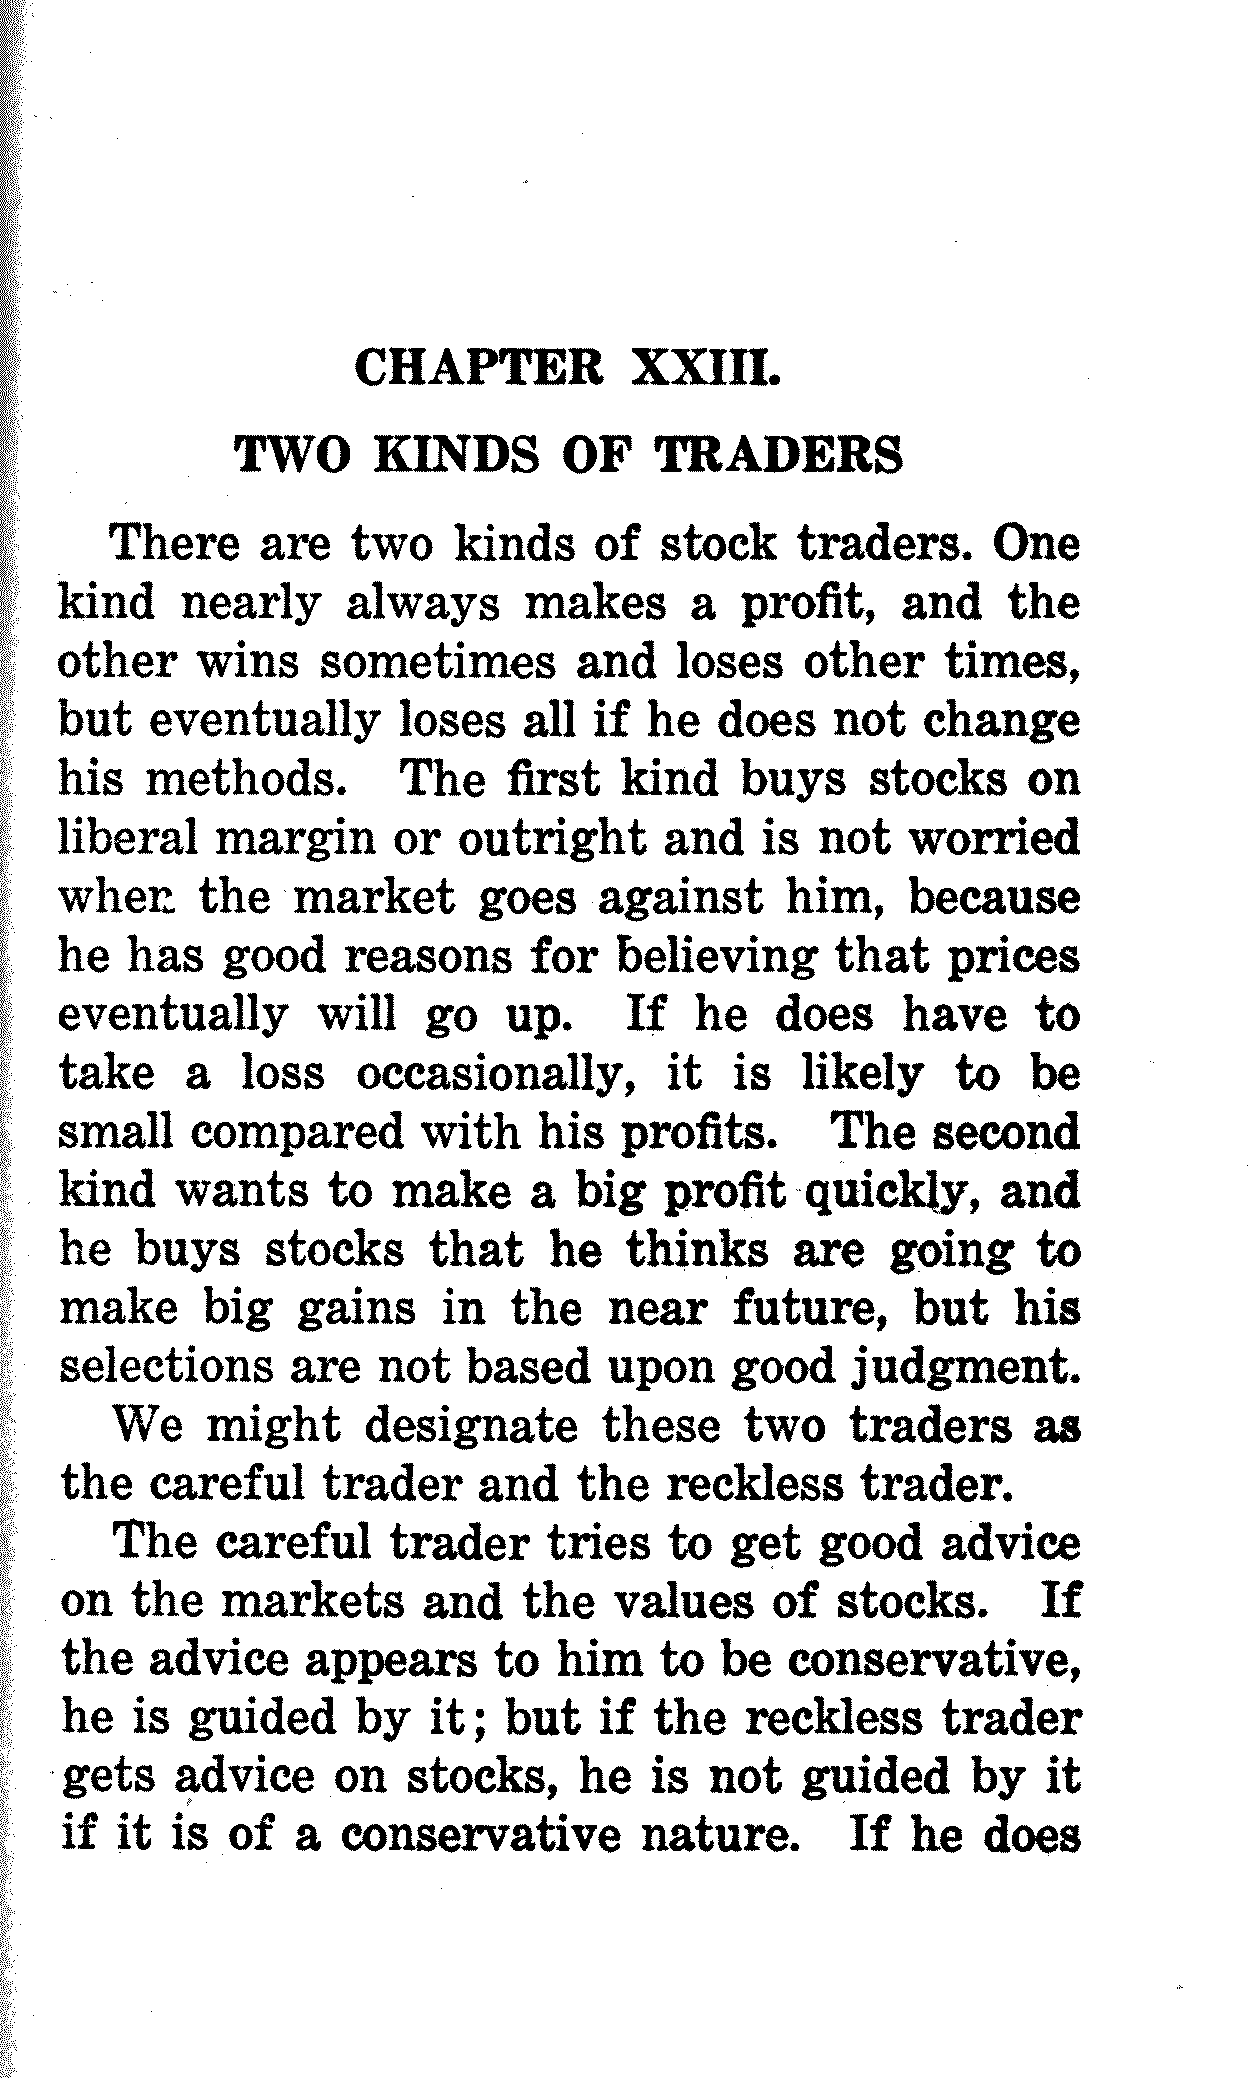 CHAPTER XXIII.
TWO KINDS OF TRADERS
There are two kinds of stock traders. One
kind nearly always makes a profit, and the
other wins sometimes and loses other times,
but eventually loses all if he does not change
his methods. The first kind buys stocks on
liberal margin or outright and is not worried
when the market goes against him, because
he has good reasons for believing that prices
eventually will go up. If he does have to
take a loss occasionally, it is likely to be
small compared with his profits. The second
kind wants to make a big profit quickly, and
he buys stocks that he thinks are going to
make big gains in the near future, but his
selections are not based upon good judgment.
We might designate these two traders as
the careful trader and the reckless trader.
The careful trader tries to get good advice
on the markets and the values of stocks. If
the advice appears to him to be conservative,
he is guided by it; but if the reckless trader
gets advice on stocks, he is not guided by it
if it is of a conservative nature. If he does